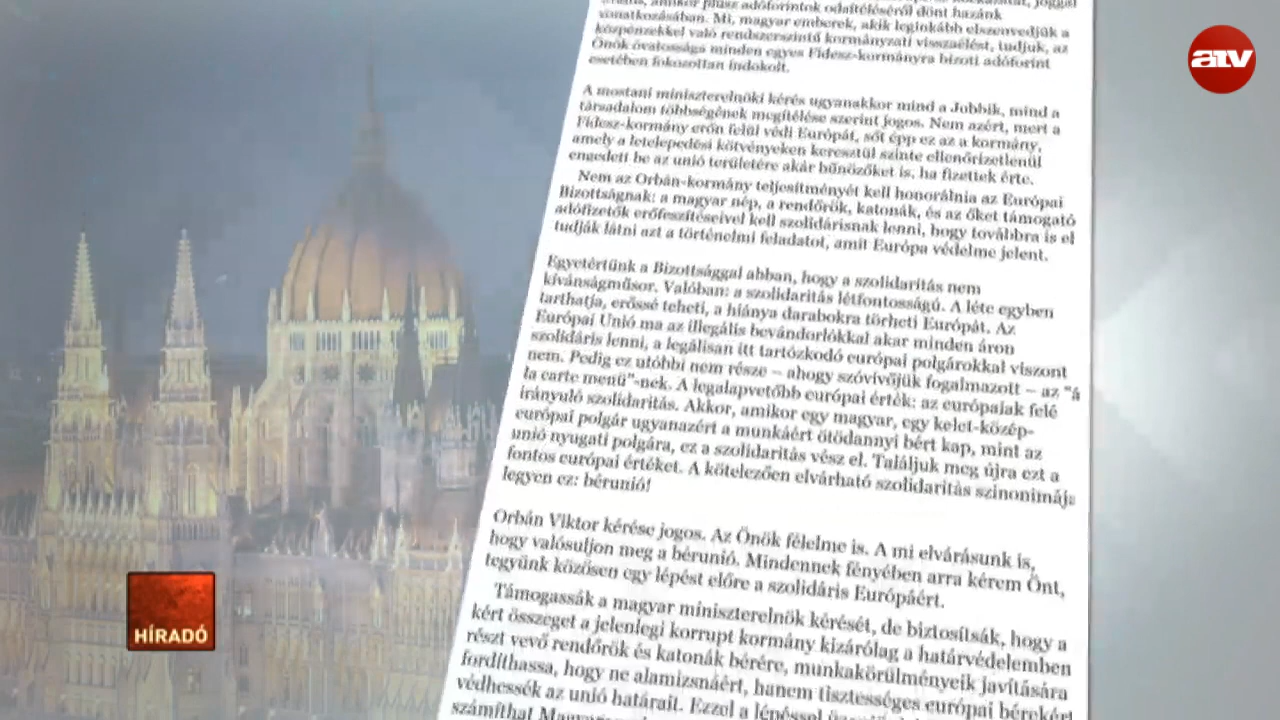 vonatkozásában. Mi, magyar emberek, akik leginkább elszenvedjük a
közpénzekkel való rendszerszintű kormányzati visszaélést, tudjuk, az
Önök óvatossága minden egyes Fidesz-kormányra bízott adóforint
esetében fokozottan indokolt.
A mostani miniszterelnöki kérés ugyanakkor mind a Jobbik, mind a
társadalom többségének megítélése szerint jogos. Nem azért, mert a
Fidesz-kormány erőn felül védi Európát, sőt épp ez az a kormány,
amely a letelepedési kötvényeken keresztül szinte ellenőrizetlenül
engedett be az unió területére akár bűnözőket is, ha fizettek érte.
Nem az Orbán-kormány teljesítményét kell honorálnia az Európai
Bizottságnak: a magyar nép, a rendőrök, katonák, és az őket támogató
adófizetők erőfeszítéseivel kell szolidárisnak lenni, hogy továbbra is el
tudják látni azt a történelmi feladatot, amit Európa védelme jelent.
Egyetértünk a Bizottsággal abban, hogy a szolidaritás nem
kívánságműsor. Valóban: a szolidaritás létfontosságú. A léte egyben
tarthatja, erőssé teheti, a hiánya darabokra törheti Európát. Az
Európai Unió ma az illegális bevándorlókkal akar minden áron
szolidáris lenni, a legálisan itt tartózkodó európai polgárokkal viszont
nem. Pedig ez utóbbi nem része – ahogy szóvivőjük fogalmazott – az "á
la carte menü"-nek. A legalapvetőbb európai érték: az európaiak felé
irányuló szolidaritás. Akkor, amikor egy magyar, egy kelet-közép-
európai polgár ugyanazért a munkáért ötödannyi bért kap, mint az
unió nyugati polgára, ez a szolidaritás vész el. Találjuk meg újra ezt a
fontos európai értéket. A kötelezően elvárható szolidaritás szinonimája
legyen ez: bérunió!
Orbán Viktor kérése jogos. Az Önök félelme is. A mi elvárásunk is,
hogy valósuljon meg a bérunió. Mindennek fényében arra kérem Önt,
tegyünk közösen egy lépést előre a szolidáris Európáért.
Támogassák a magyar miniszterelnök kérését, de biztosítsák, hogy a
kért összeget a jelenlegi korrupt kormány kizárólag a határvédelemben
részt vevő rendőrök és katonák bérére, munkakörülményeik javítására
fordíthassa, hogy ne alamizsnáért, hanem tisztességes európai bérekért
védhessék az unió határait. Ezzel a lépéssel
számíthat
atv
HÍRADÓ